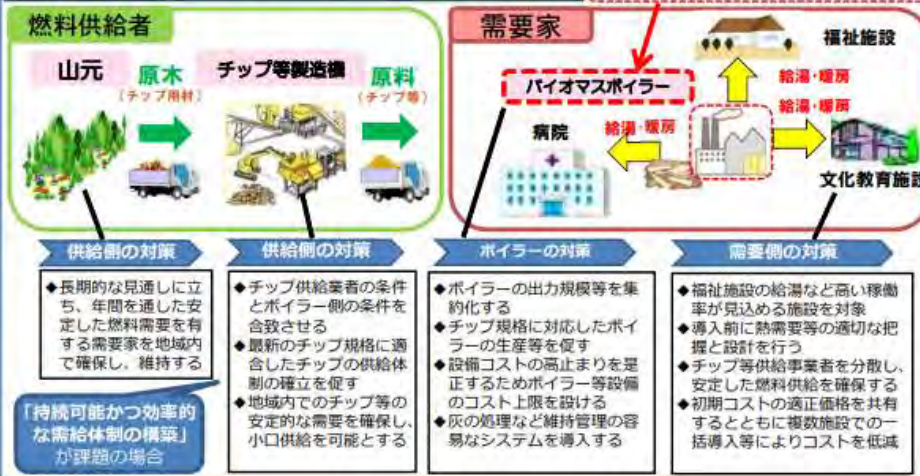 燃料供給者
山元
原木
(チップ用材)
チップ等製造機
原料
(チップ等)
需要家
バイオマスボイラー
病院
給湯・暖房
福祉施設
給湯・暖房
給湯・暖房
文化教育施設
供給側の対策
◆長期的な見通しに立
ち、年間を通した安
定した燃料需要を有
する需要家を地域内
で確保し、維持する
「持続可能かつ効率的
な需給体制の構築」
が課題の場合
供給側の対策
◆チップ供給業者の条件
とボイラー側の条件を
合致させる
◆最新のチップ規格に適
合したチップの供給体
制の確立を促す
◆地域内でのチップ等の
安定的な需要を確保し、
小口供給を可能とする
ボイラーの対策
◆ボイラーの出力規模等を集
約化する
◆チップ規格に対応したボイ
ラーの生産等を促す
◆設備コストの高止まりを是
正するためボイラー等設備
のコスト上限を設ける
◆灰の処理など維持管理の容
易なシステムを導入する
需要側の対策
◆福祉施設の給湯など高い稼働
率が見込める施設を対象
◆導入前に熱需要等の適切な把
握と設計を行う
◆チップ等供給事業者を分散し、
安定した燃料供給を確保する
◆初期コストの適正価格を共有
するとともに複数施設での一
括導入等によりコストを低減